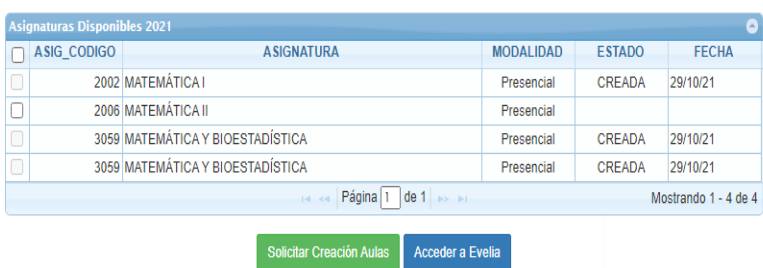 Asignaturas Disponibles 2021
ASIG_CODIGO ASIGNATURA MODALIDAD ESTADO FECHA
2002 MATEMÁTICA I Presencial CREADA 29/10/21
2006 MATEMÁTICA II Presencial
3059 MATEMÁTICA Y BIOESTADÍSTICA Presencial CREADA 29/10/21
3059 MATEMÁTICA Y BIOESTADÍSTICA Presencial CREADA 29/10/21
Página 1 de 1 Mostrando 1 - 4 de 4
Solicitar Creación Aulas Acceder a Evelia